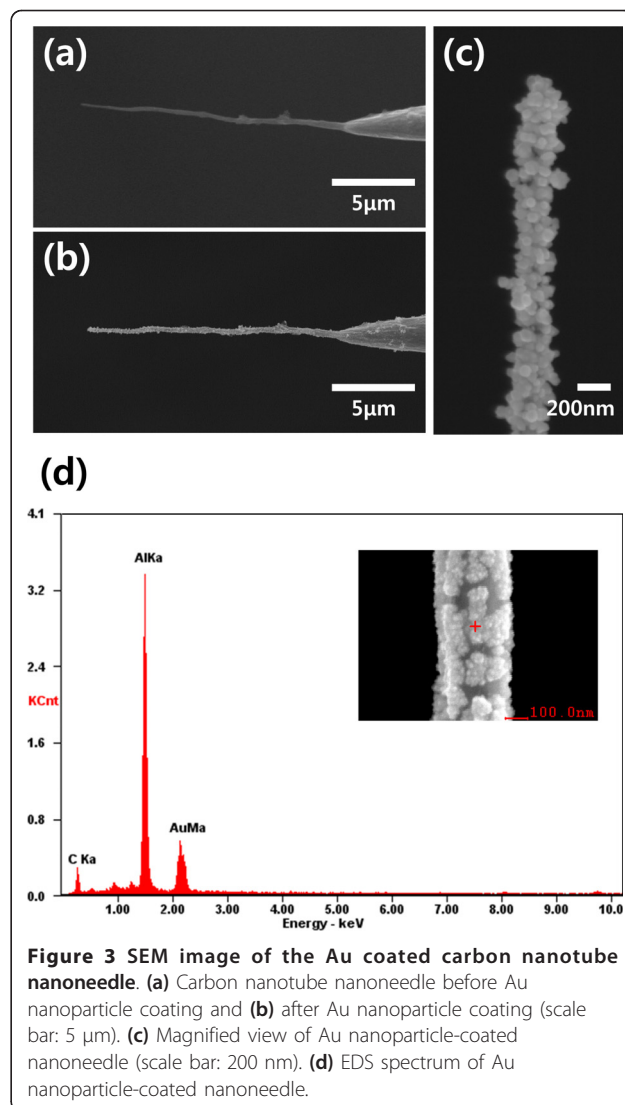 (a)
5μm
(b)
5μm
(c)
200nm
(d)
4.1
3.2
2.4
KCnt
1.6
0.8
0.0
AlKa
C Ka
AuMa
100.0nm
1.00 2.00 3.00 4.00 5.00 6.00 7.00 8.00 9.00 10.0
Energy - keV
Figure 3 SEM image of the Au coated carbon nanotube
nanoneedle. (a) Carbon nanotube nanoneedle before Au
nanoparticle coating and (b) after Au nanoparticle coating (scale
bar: 5 μm). (c) Magnified view of Au nanoparticle-coated
nanoneedle (scale bar: 200 nm). (d) EDS spectrum of Au
nanoparticle-coated nanoneedle.